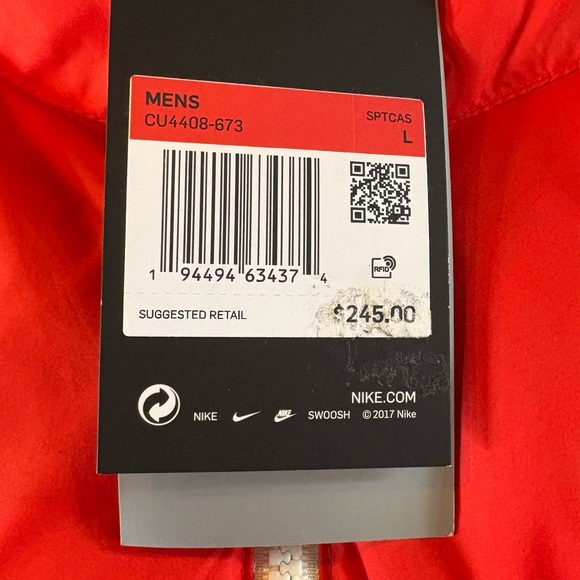 MENS
CU4408-673
SPTCAS
L
1 94494 63437 4
RFID
SUGGESTED RETAIL
$245.00
NIKE.COM
NIKE NIKE SWOOSH © 2017 Nike